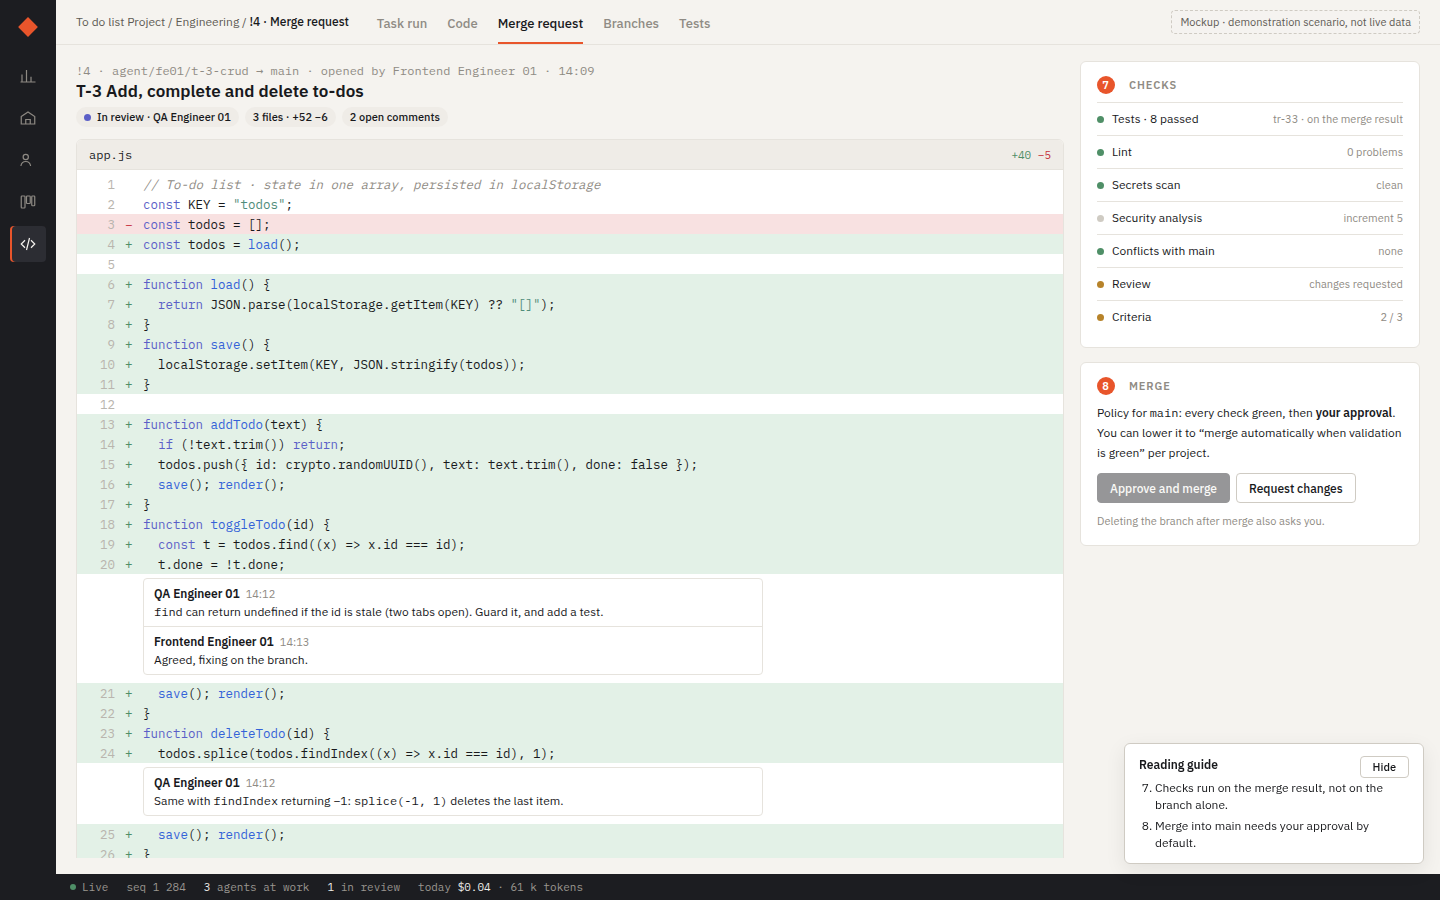 To do list Project / Engineering / !4 · Merge request
Task run
Code
Merge request
Branches
Tests
Mockup · demonstration scenario, not live data
!4 · agent/fe01/t-3-crud → main · opened by Frontend Engineer 01 · 14:09
T-3 Add, complete and delete to-dos
In review · QA Engineer 01
3 files · +52 −6
2 open comments
app.js
+40 −5
1 // To-do list · state in one array, persisted in localStorage
2 const KEY = "todos";
3 − const todos = [];
4 + const todos = load();
5
6 + function load() {
7 + return JSON.parse(localStorage.getItem(KEY) ?? "[]");
8 + }
9 + function save() {
10 + localStorage.setItem(KEY, JSON.stringify(todos));
11 + }
12
13 + function addTodo(text) {
14 + if (!text.trim()) return;
15 + todos.push({ id: crypto.randomUUID(), text: text.trim(), done: false });
16 + save(); render();
17 + }
18 + function toggleTodo(id) {
19 + const t = todos.find((x) => x.id === id);
20 + t.done = !t.done;
QA Engineer 01 14:12
find can return undefined if the id is stale (two tabs open). Guard it, and add a test.
Frontend Engineer 01 14:13
Agreed, fixing on the branch.
21 + save(); render();
22 + }
23 + function deleteTodo(id) {
24 + todos.splice(todos.findIndex((x) => x.id === id), 1);
QA Engineer 01 14:12
Same with findIndex returning −1: splice(-1, 1) deletes the last item.
25 + save(); render();
26 + }
7 CHECKS
Tests · 8 passed tr-33 · on the merge result
Lint 0 problems
Secrets scan clean
Security analysis increment 5
Conflicts with main none
Review changes requested
Criteria 2 / 3
8 MERGE
Policy for main: every check green, then your approval.
You can lower it to “merge automatically when validation
is green” per project.
Approve and merge
Request changes
Deleting the branch after merge also asks you.
Reading guide
Hide
7. Checks run on the merge result, not on the
branch alone.
8. Merge into main needs your approval by
default.
Live seq 1 284 3 agents at work 1 in review today $0.04 · 61 k tokens